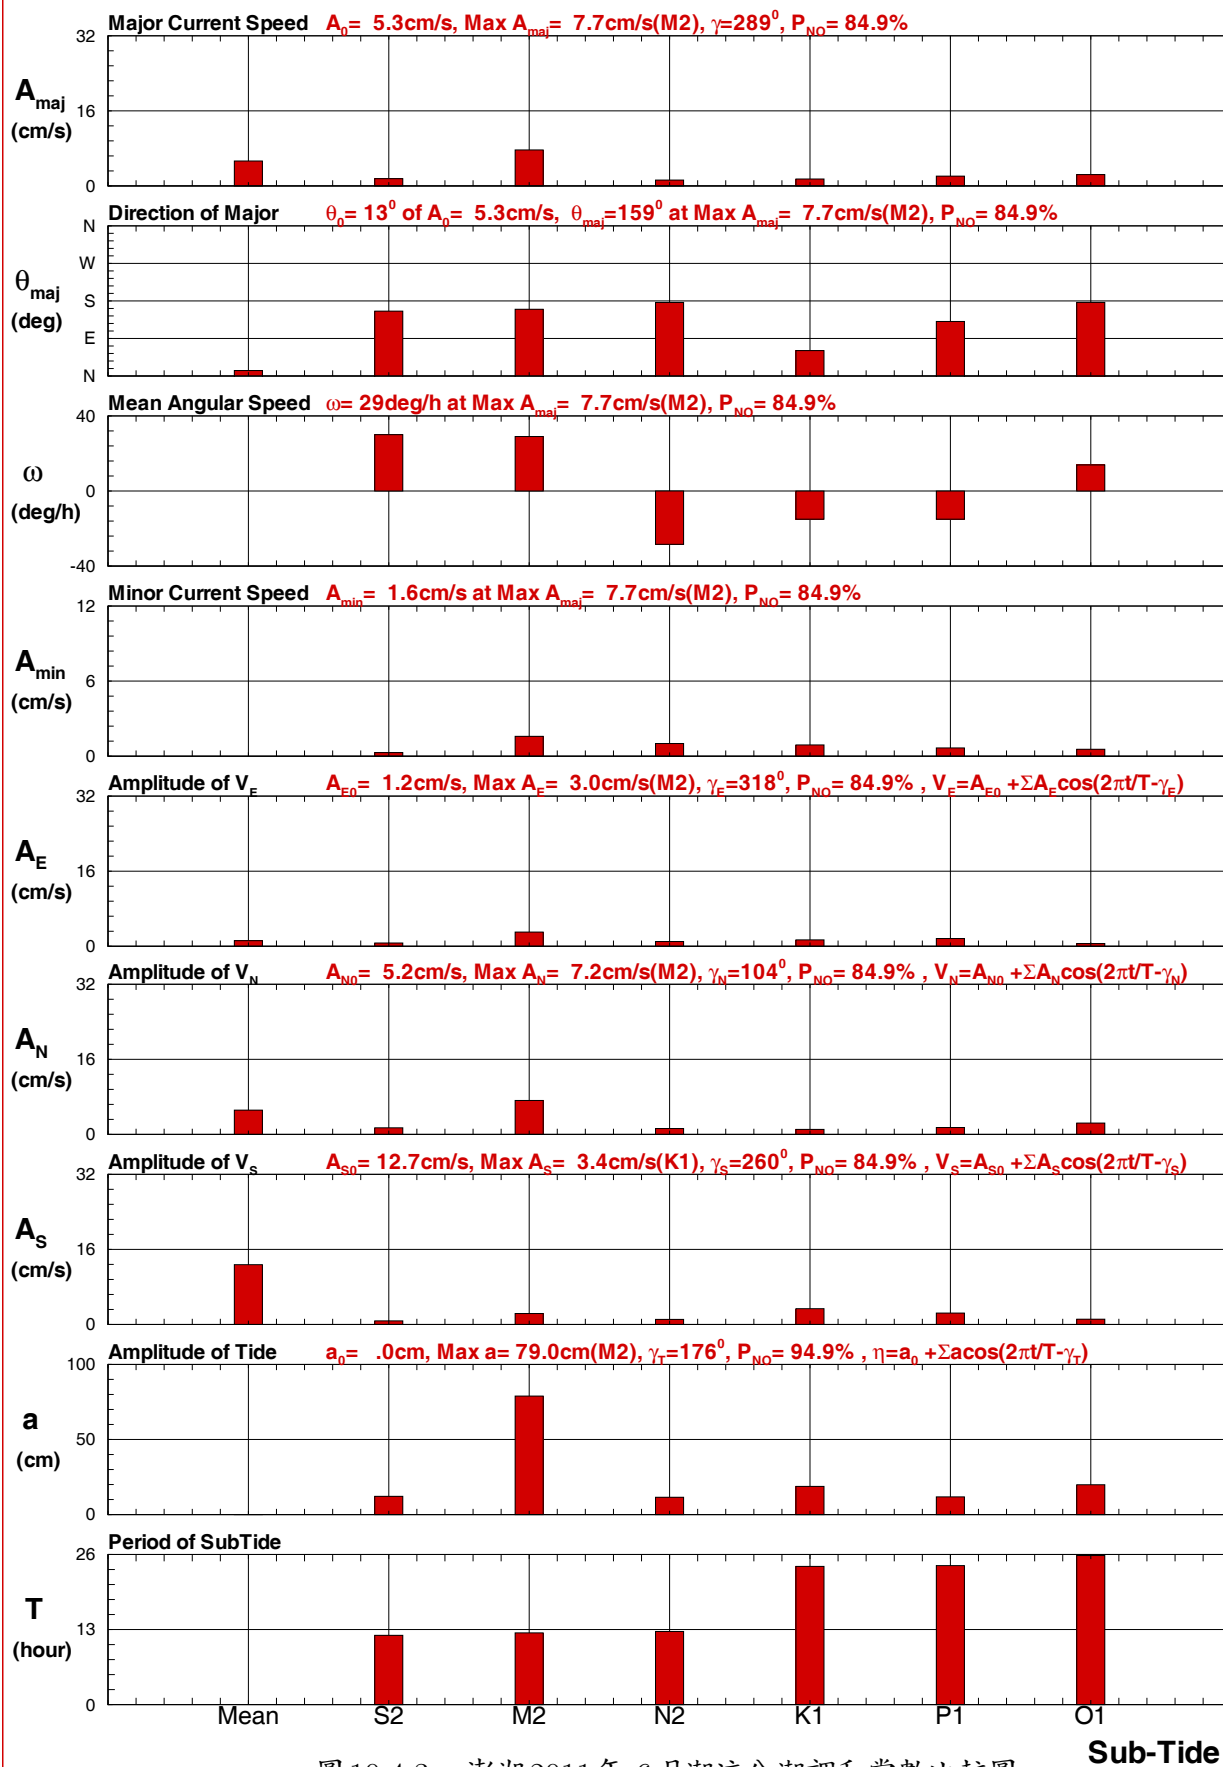 Major Current Speed A0= 5.3cm/s, Max Amaj= 7.7cm/s(M2), γ=289⁰, PNO= 84.9%
32
Amaj
16
(cm/s)
0
Direction of Major θ0= 13⁰ of A0= 5.3cm/s, θmaj=159⁰ at Max Amaj= 7.7cm/s(M2), PNO= 84.9%
N
W
θmaj
S
(deg)
E
N
Mean Angular Speed ω= 29deg/h at Max Amaj= 7.7cm/s(M2), PNO= 84.9%
40
ω
0
(deg/h)
-40
Minor Current Speed Amin= 1.6cm/s at Max Amaj= 7.7cm/s(M2), PNO= 84.9%
12
Amin
6
(cm/s)
0
Amplitude of VE AE0= 1.2cm/s, Max AE= 3.0cm/s(M2), γE=318⁰, PNO= 84.9% , VE=AE0 +ΣAEcos(2πt/T-γE)
32
AE
16
(cm/s)
0
Amplitude of VN AN0= 5.2cm/s, Max AN= 7.2cm/s(M2), γN=104⁰, PNO= 84.9% , VN=AN0 +ΣANcos(2πt/T-γN)
32
AN
16
(cm/s)
0
Amplitude of VS AS0= 12.7cm/s, Max AS= 3.4cm/s(K1), γS=260⁰, PNO= 84.9% , VS=AS0 +ΣAScos(2πt/T-γS)
32
AS
16
(cm/s)
0
Amplitude of Tide a0= .0cm, Max a= 79.0cm(M2), γT=176⁰, PNO= 94.9% , η=a0 +Σacos(2πt/T-γT)
100
a
50
(cm)
0
Period of SubTide
26
T
13
(hour)
0
Mean S2 M2 N2 K1 P1 O1
Sub-Tide